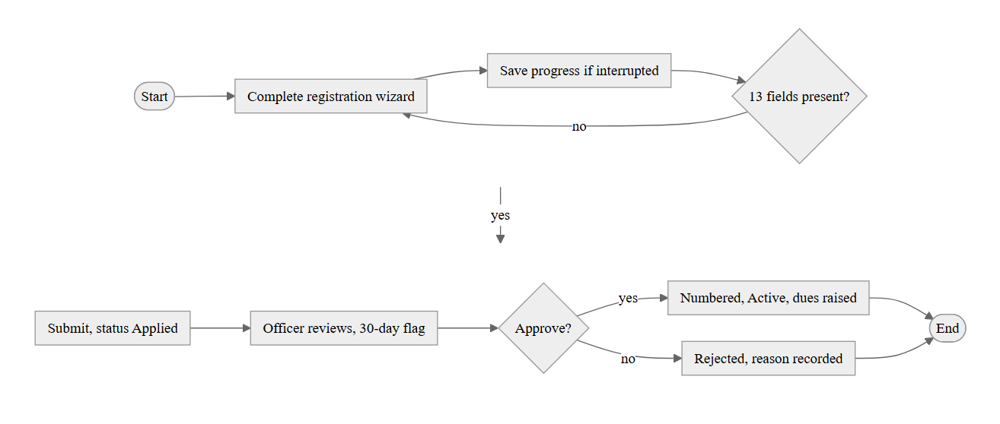 Start
Complete registration wizard
Save progress if interrupted
13 fields present?
no
yes
Submit, status Applied
Officer reviews, 30-day flag
Approve?
yes
Numbered, Active, dues raised
no
Rejected, reason recorded
End